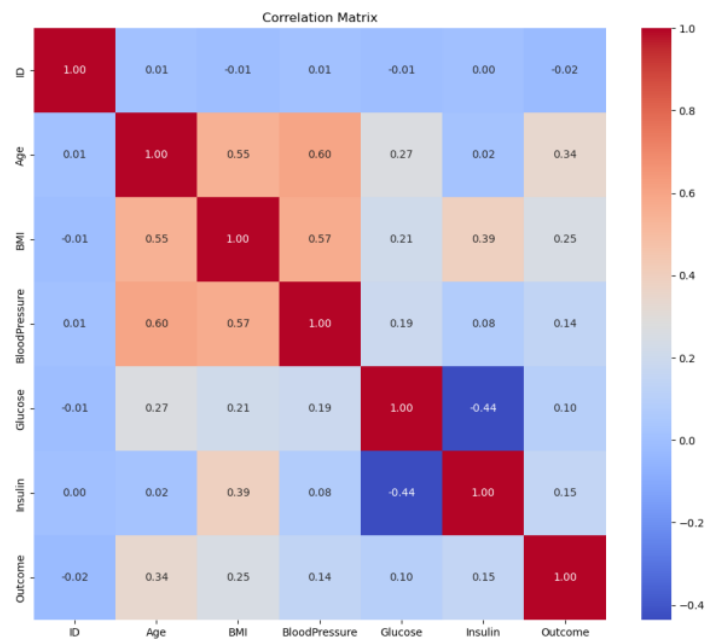 Correlation Matrix
ID 1.00 0.01 -0.01 0.01 -0.01 0.00 -0.02
Age 0.01 1.00 0.55 0.60 0.27 0.02 0.34
BMI -0.01 0.55 1.00 0.57 0.21 0.39 0.25
BloodPressure 0.01 0.60 0.57 1.00 0.19 0.08 0.14
Glucose -0.01 0.27 0.21 0.19 1.00 -0.44 0.10
Insulin 0.00 0.02 0.39 0.08 -0.44 1.00 0.15
Outcome -0.02 0.34 0.25 0.14 0.10 0.15 1.00
ID Age BMI BloodPressure Glucose Insulin Outcome
1.0
0.8
0.6
0.4
0.2
0.0
−0.2
−0.4